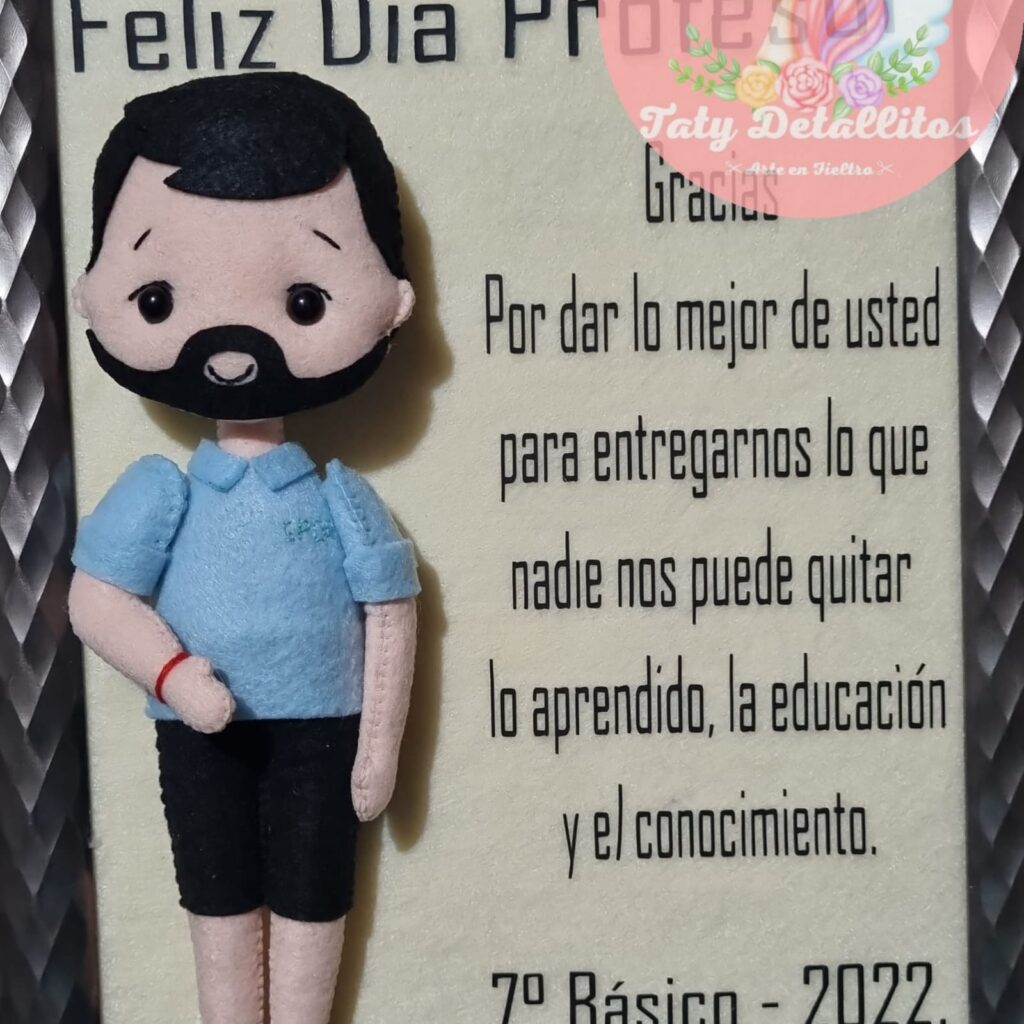 Feliz Día Profesor
Taty Detallitos
Arte en Fieltro
Gracias
Por dar lo mejor de usted
para entregarnos lo que
nadie nos puede quitar
lo aprendido, la educación
y el conocimiento.
7º Básico - 2022.